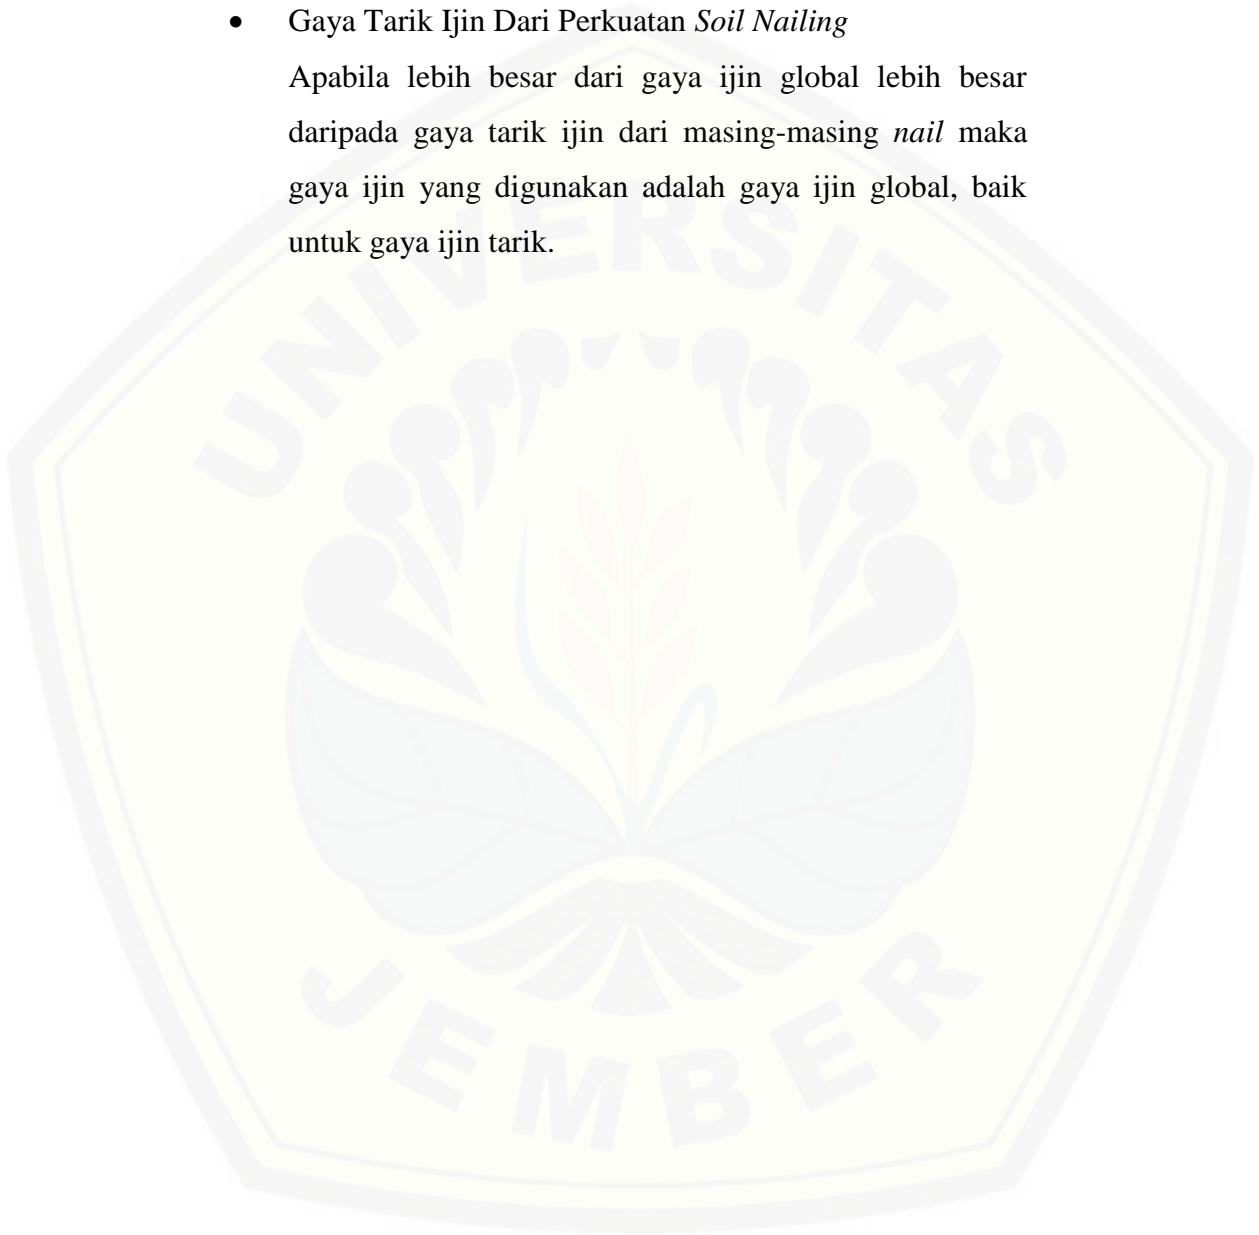 • Gaya Tarik Ijin Dari Perkuatan Soil Nailing
Apabila lebih besar dari gaya ijin global lebih besar
daripada gaya tarik ijin dari masing-masing nail maka
gaya ijin yang digunakan adalah gaya ijin global, baik
untuk gaya ijin tarik.
UNIVERSITAS
JEMBER